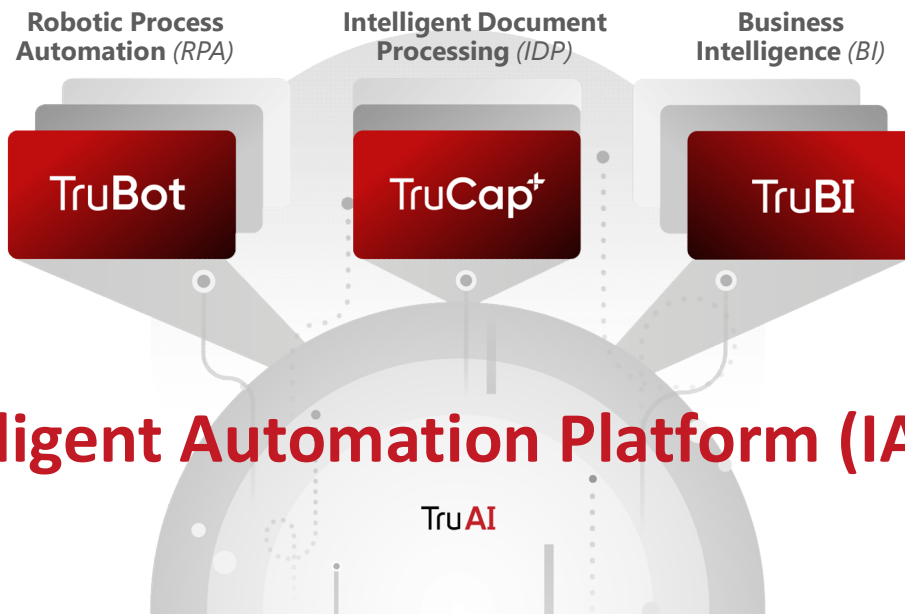 Robotic Process
Automation (RPA)
Intelligent Document
Processing (IDP)
Business
Intelligence (BI)
TruBot
TruCap+
TruBI
lligent Automation Platform (IA
TruAI